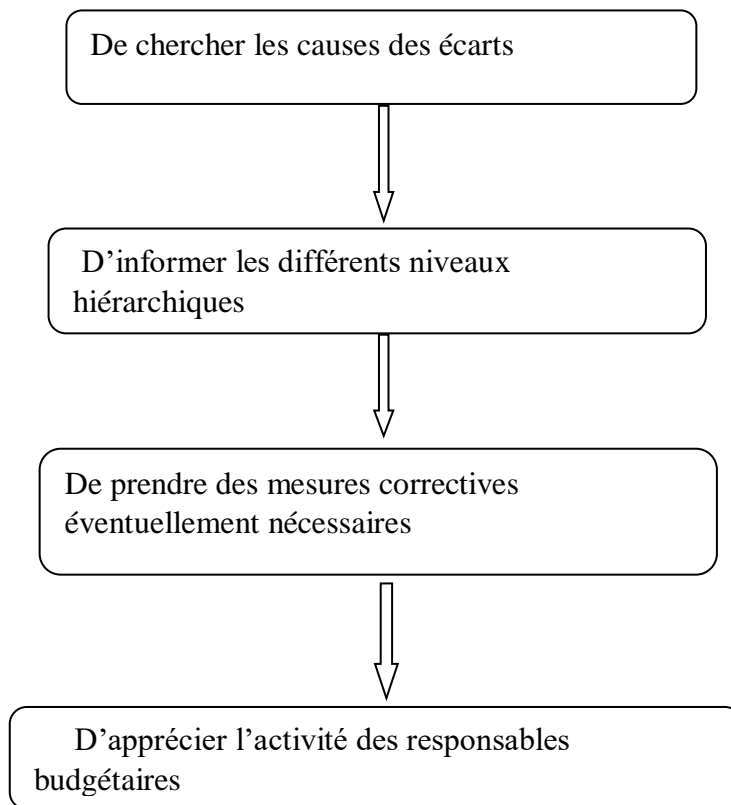 De chercher les causes des écarts
D’informer les différents niveaux
hiérarchiques
De prendre des mesures correctives
éventuellement nécessaires
D’apprécier l’activité des responsables
budgétaires